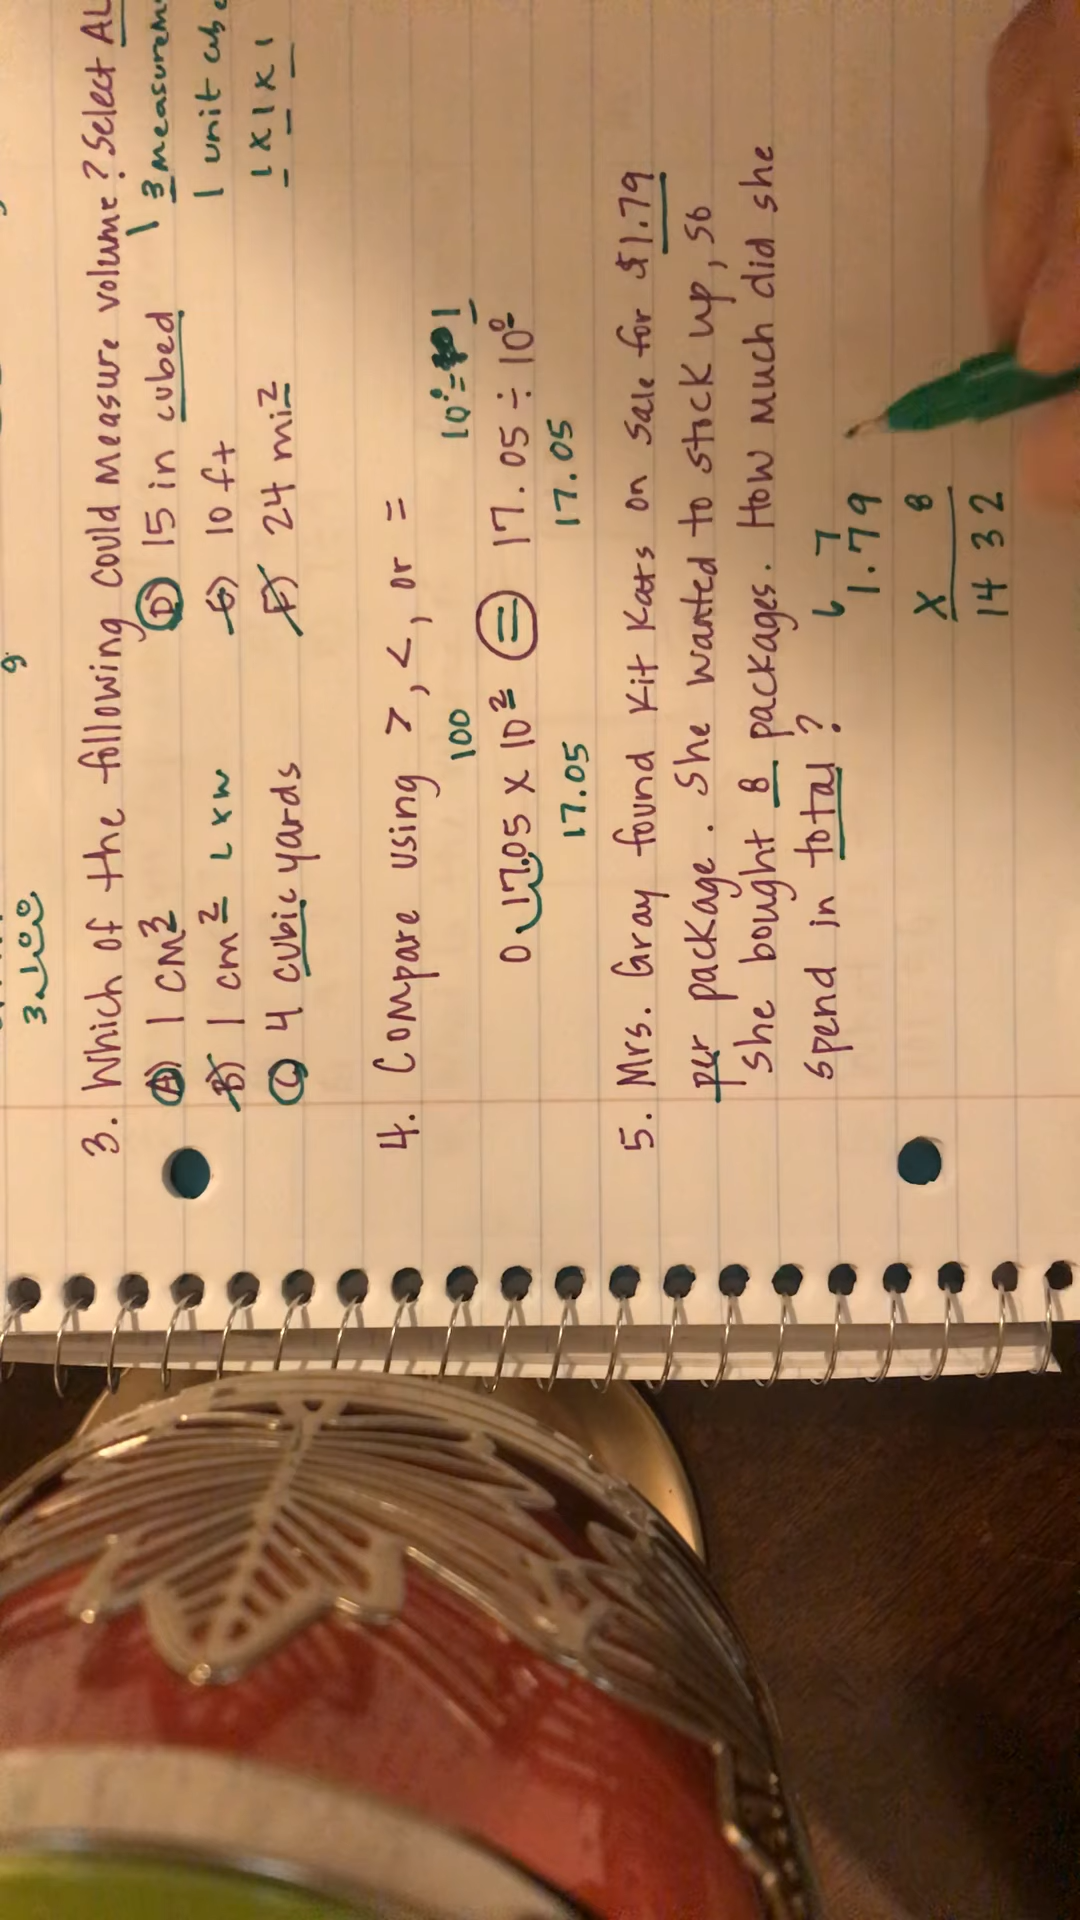 3. Which of the following could measure volume? Select AL
A) 1 cm³
D) 15 in cubed
1 3 measurem
B) 1 cm² L x W
E) 10 ft
1 unit cub
C) 4 cubic yards
F) 24 mi²
1 x 1 x 1
4. Compare using >, <, or =
100
10⁰= 1
0.1705 x 10² = 17.05 ÷ 10⁰
17.05
17.05
5. Mrs. Gray found Kit Kats on sale for $1.79
per package. She wanted to stock up, so
she bought 8 packages. How much did she
spend in total?
6 7
1.79
x 8
14 32